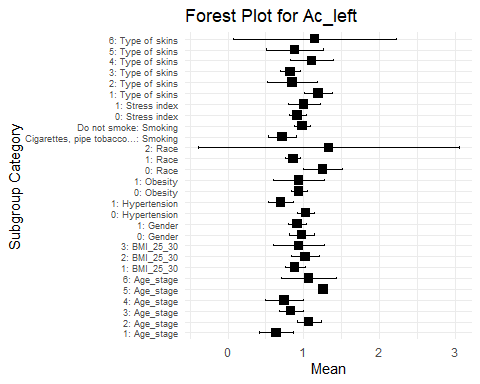 Forest Plot for Ac_left
Subgroup Category
6: Type of skins
5: Type of skins
4: Type of skins
3: Type of skins
2: Type of skins
1: Type of skins
1: Stress index
0: Stress index
Do not smoke: Smoking
Cigarettes, pipe tobacco...: Smoking
2: Race
1: Race
0: Race
1: Obesity
0: Obesity
1: Hypertension
0: Hypertension
1: Gender
0: Gender
3: BMI_25_30
2: BMI_25_30
1: BMI_25_30
6: Age_stage
5: Age_stage
4: Age_stage
3: Age_stage
2: Age_stage
1: Age_stage
0 1 2 3
Mean